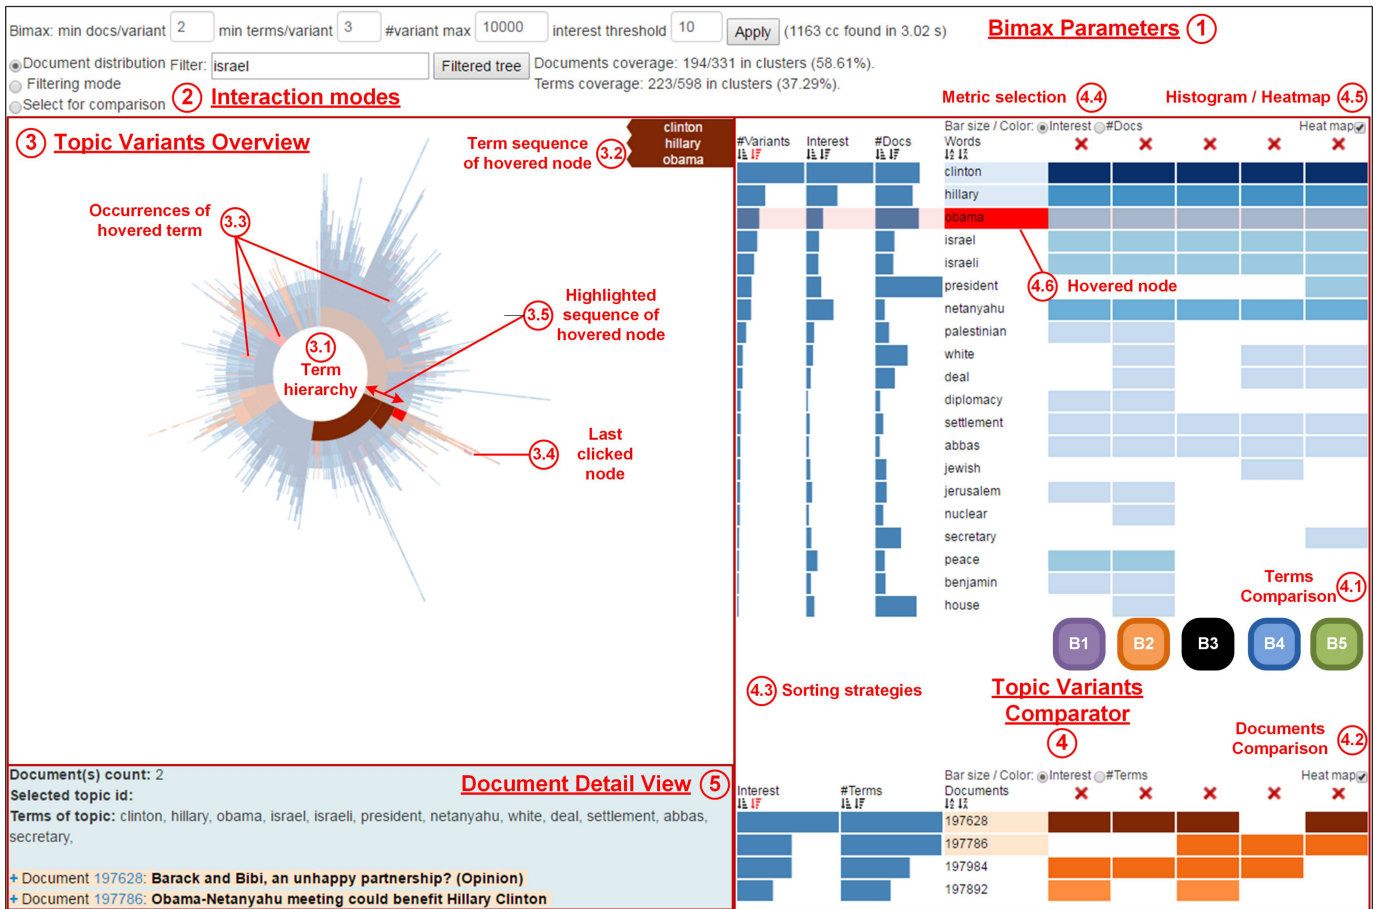 Bimax: min docs/variant 2 min terms/variant 3 #variant max 10000 interest threshold 10 Apply (1163 cc found in 3.02 s)
Bimax Parameters 1
Document distribution Filter: israel Filtered tree Documents coverage: 194/331 in clusters (58.61%).
Filtering mode Terms coverage: 223/598 in clusters (37.29%).
Select for comparison
2 Interaction modes
Metric selection 4.4
Histogram / Heatmap 4.5
3 Topic Variants Overview
Term sequence
of hovered node
3.2
clinton
hillary
obama
Occurrences of
hovered term
3.3
3.5
Highlighted
sequence of
hovered node
3.1
Term
hierarchy
3.4
Last
clicked
node
Bar size / Color: Interest #Docs Heat map
#Variants Interest #Docs Words
clinton
hillary
obama
israel
israeli
president
netanyahu
palestinian
white
deal
diplomacy
settlement
abbas
jewish
jerusalem
nuclear
secretary
peace
benjamin
house
4.6 Hovered node
Terms
Comparison
4.1
B1 B2 B3 B4 B5
4.3 Sorting strategies
Topic Variants
Comparator
4
Documents
Comparison
4.2
Document(s) count: 2
Document Detail View 5
Selected topic id:
Terms of topic: clinton, hillary, obama, israel, israeli, president, netanyahu, white, deal, settlement, abbas,
secretary,
+ Document 197628: Barack and Bibi, an unhappy partnership? (Opinion)
+ Document 197786: Obama-Netanyahu meeting could benefit Hillary Clinton
Bar size / Color: Interest #Terms Heat map
Interest #Terms Documents
197628
197786
197984
197892